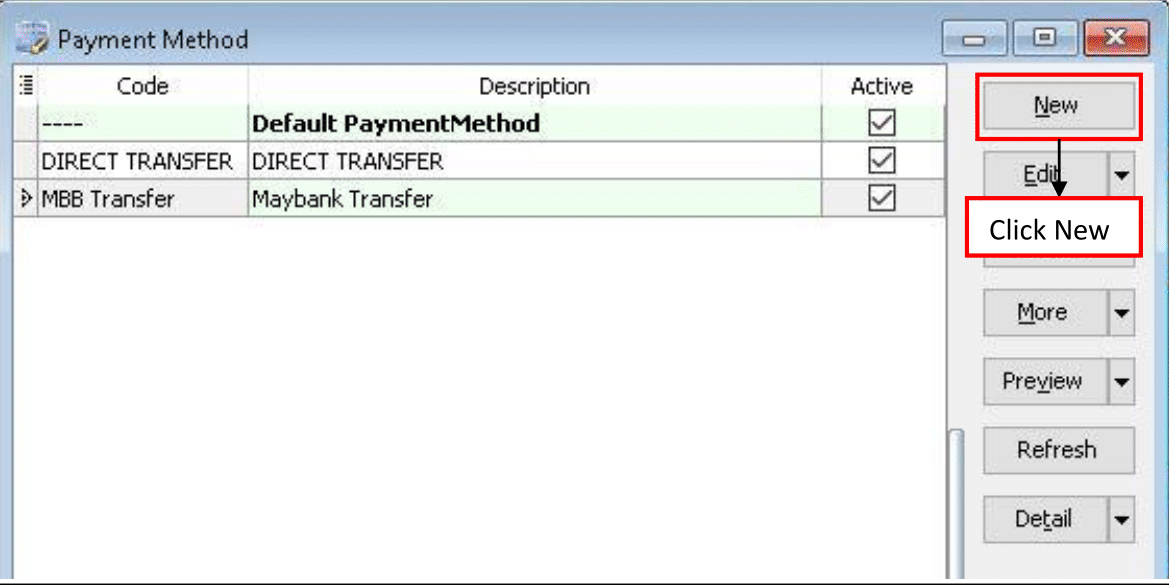 Payment Method
Code Description Active
---- Default PaymentMethod
DIRECT TRANSFER DIRECT TRANSFER
MBB Transfer Maybank Transfer
New
Edit
Click New
More
Preview
Refresh
Detail